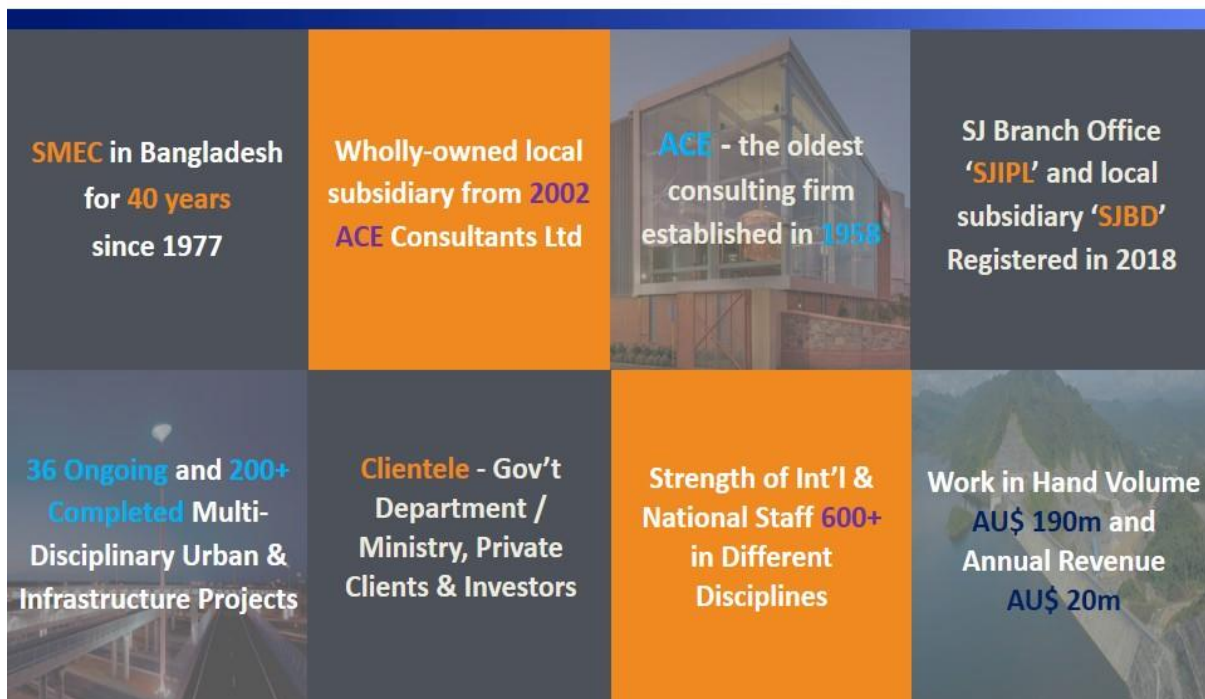 SMEC in Bangladesh
for 40 years
since 1977
Wholly-owned local
subsidiary from 2002
ACE Consultants Ltd
ACE - the oldest
consulting firm
established in 1958
SJ Branch Office
‘SJIPL’ and local
subsidiary ‘SJBD’
Registered in 2018
36 Ongoing and 200+
Completed Multi-
Disciplinary Urban &
Infrastructure Projects
Clientele - Gov’t
Department /
Ministry, Private
Clients & Investors
Strength of Int’l &
National Staff 600+
in Different
Disciplines
Work in Hand Volume
AU$ 190m and
Annual Revenue
AU$ 20m